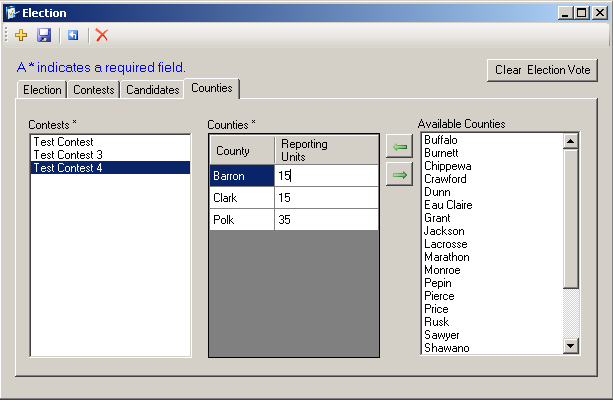 Election
A * indicates a required field.
Clear Election Vote
Election Contests Candidates Counties
Contests *
Test Contest
Test Contest 3
Test Contest 4
Counties *
County Reporting Units
Barron 15
Clark 15
Polk 35
Available Counties
Buffalo
Burnett
Chippewa
Crawford
Dunn
Eau Claire
Grant
Jackson
Lacrosse
Marathon
Monroe
Pepin
Pierce
Price
Rusk
Sawyer
Shawano